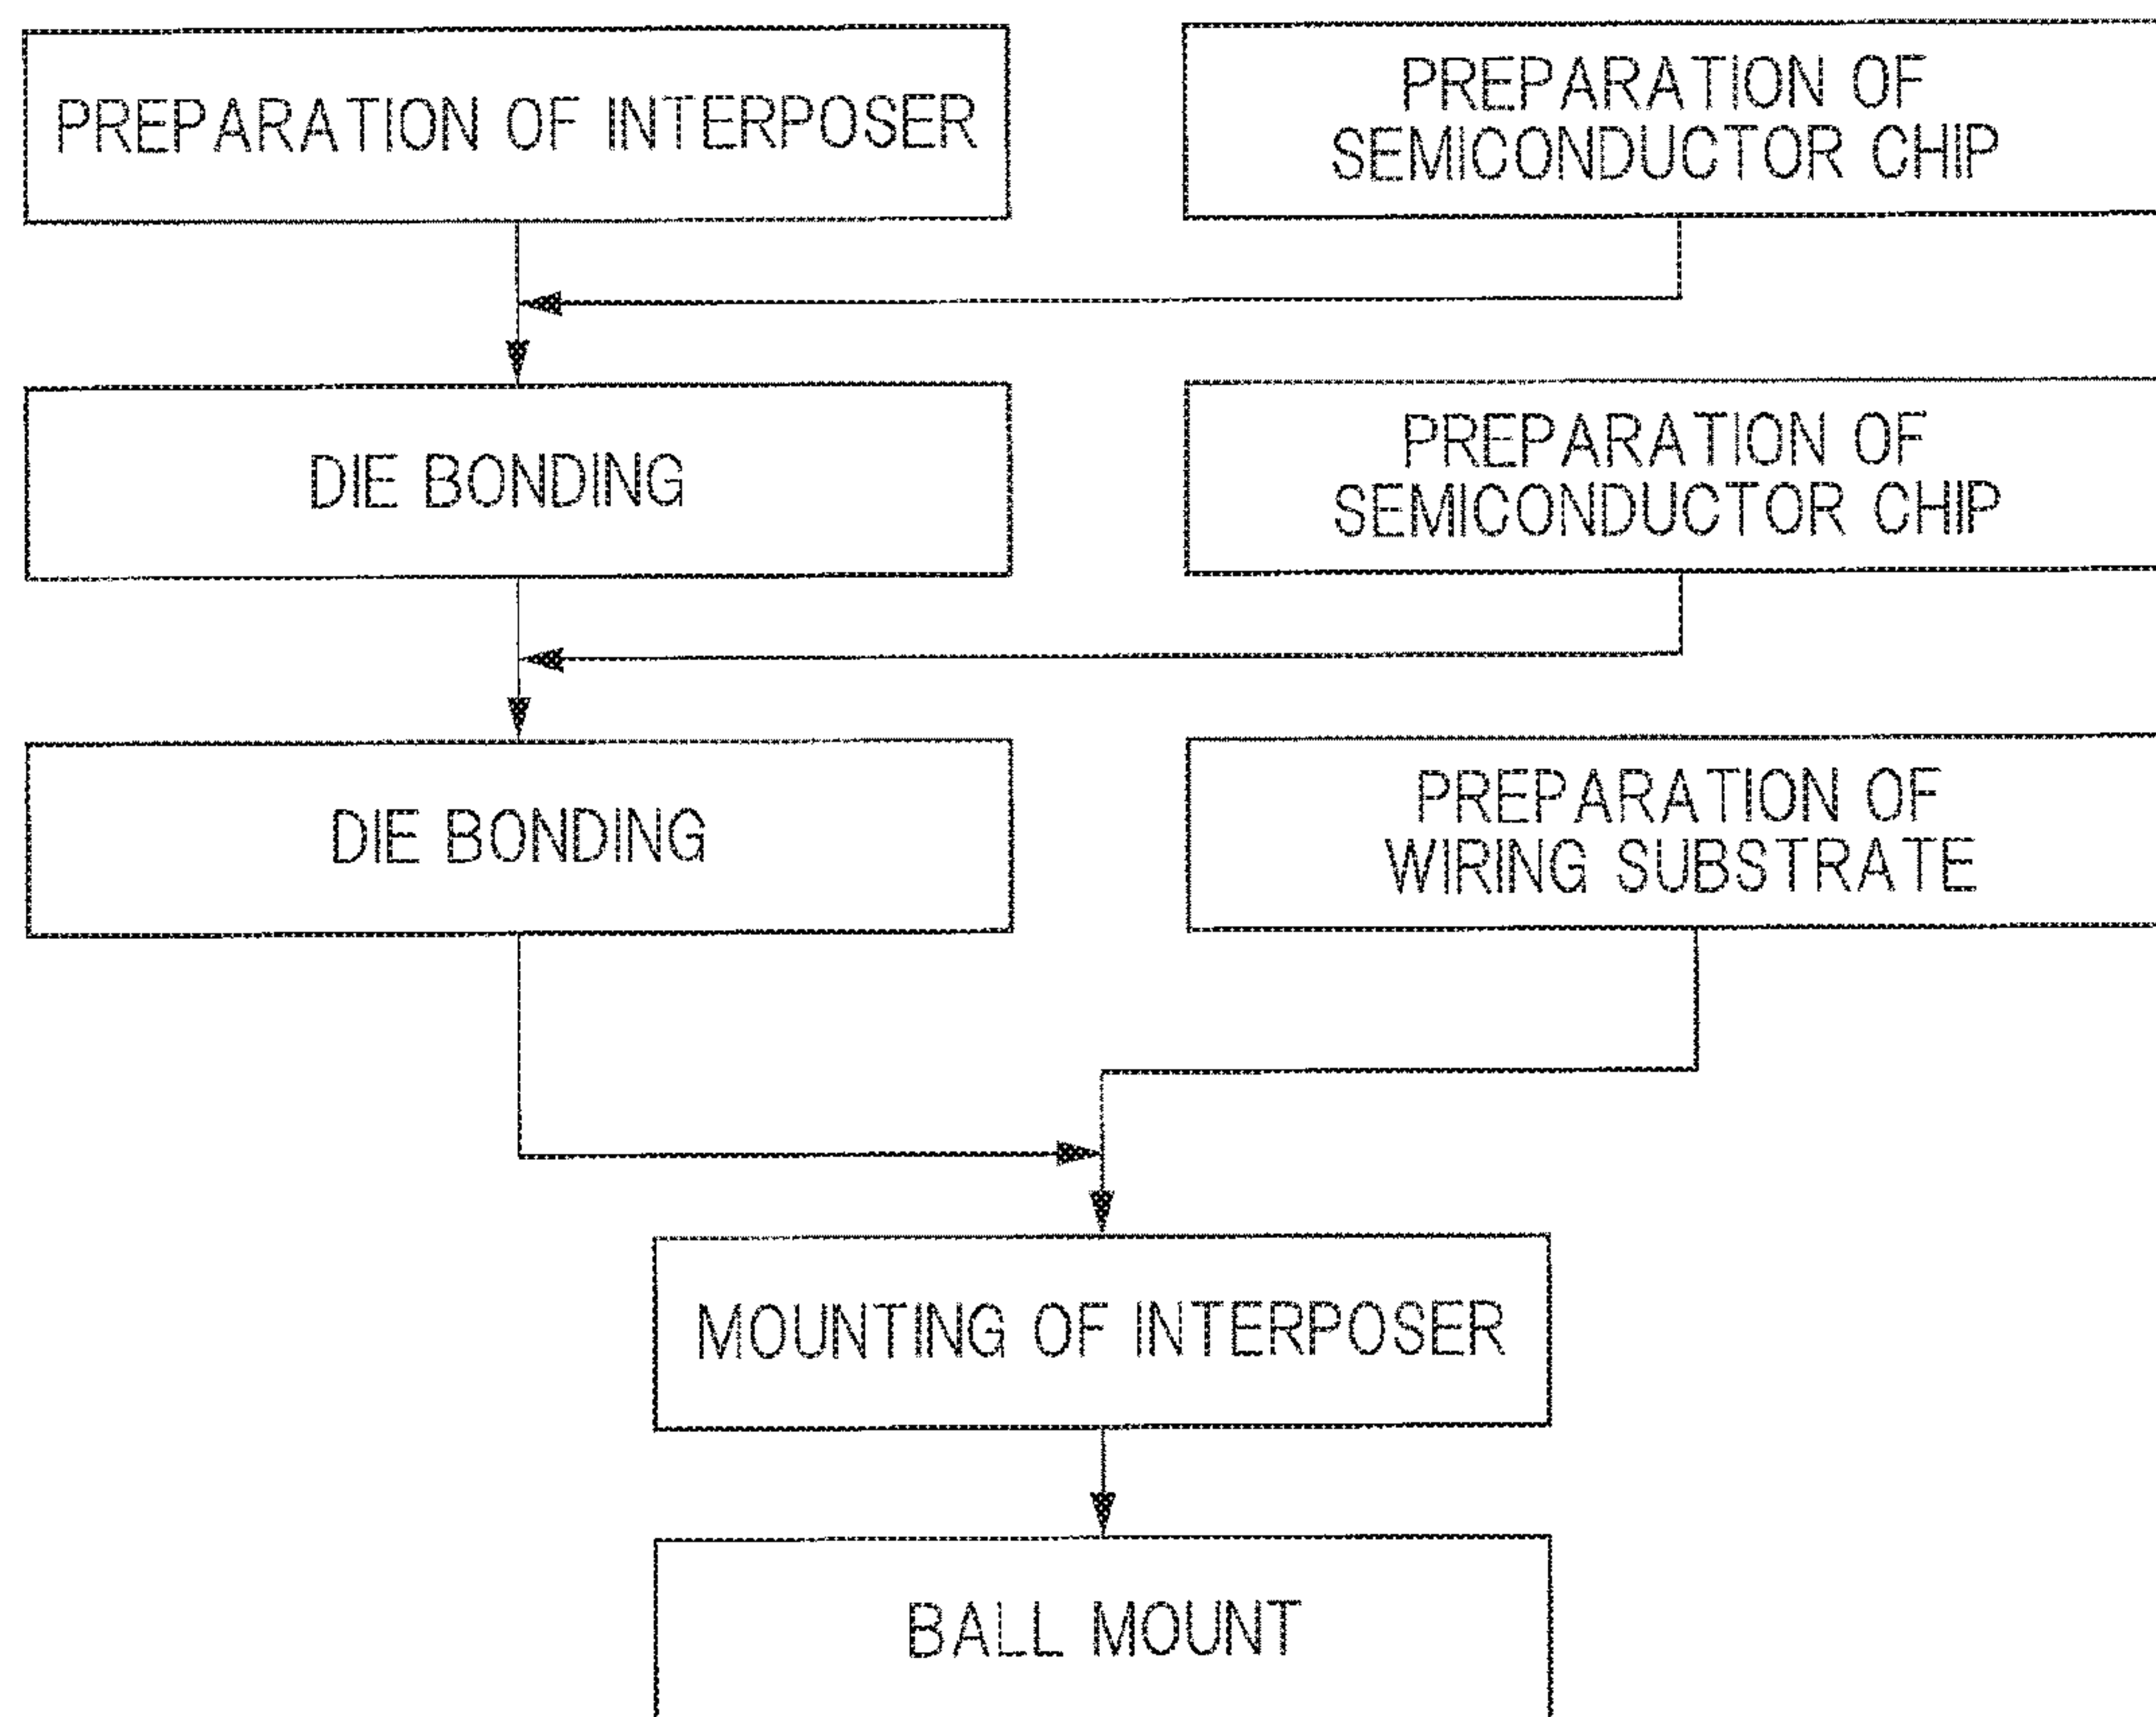 PREPARATION OF INTERPOSER
PREPARATION OF
SEMICONDUCTOR CHIP
DIE BONDING
PREPARATION OF
SEMICONDUCTOR CHIP
DIE BONDING
PREPARATION OF
WIRING SUBSTRATE
MOUNTING OF INTERPOSER
BALL MOUNT